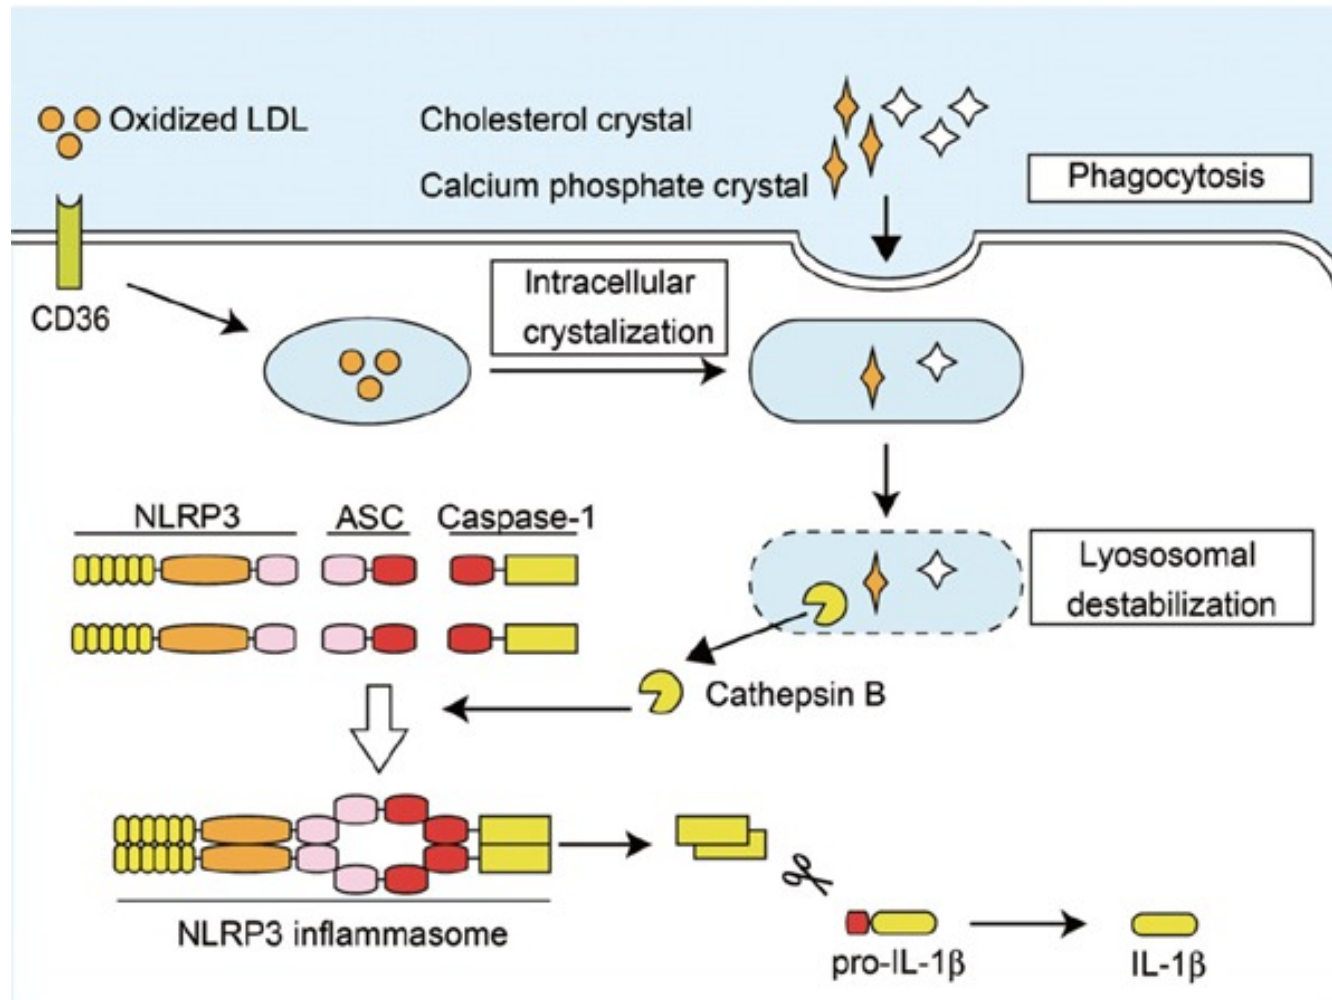 Oxidized LDL
Cholesterol crystal
Calcium phosphate crystal
Phagocytosis
CD36
Intracellular
crystalization
NLRP3
ASC
Caspase-1
Lyososomal
destabilization
Cathepsin B
NLRP3 inflammasome
pro-IL-1β
IL-1β